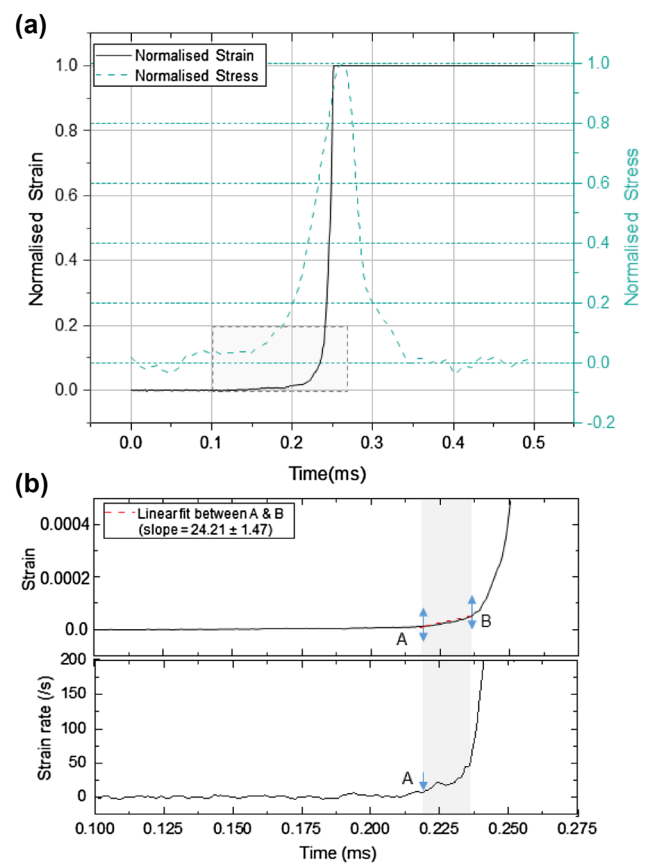 (a)
Normalised Strain
Normalised Stress
1.0
0.8
0.6
0.4
0.2
0.0
Normalised Strain
1.0
0.8
0.6
0.4
0.2
0.0
-0.2
Normalised Stress
0.0
0.1
0.2
0.3
0.4
0.5
Time(ms)
(b)
Linear fit between A & B
(slope = 24.21 ± 1.47)
0.0004
0.0002
0.0
Strain
A
B
200
150
100
50
0
Strain rate (/s)
A
0.100
0.125
0.150
0.175
0.200
0.225
0.250
0.275
Time (ms)